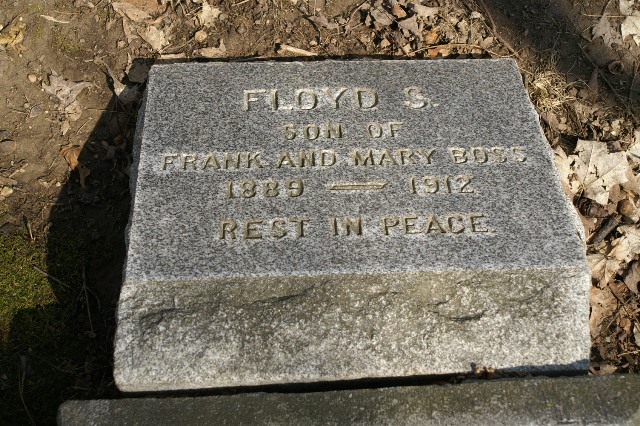 FLOYD S.
SON OF
FRANK AND MARY BOSS
1889 — 1912
REST IN PEACE